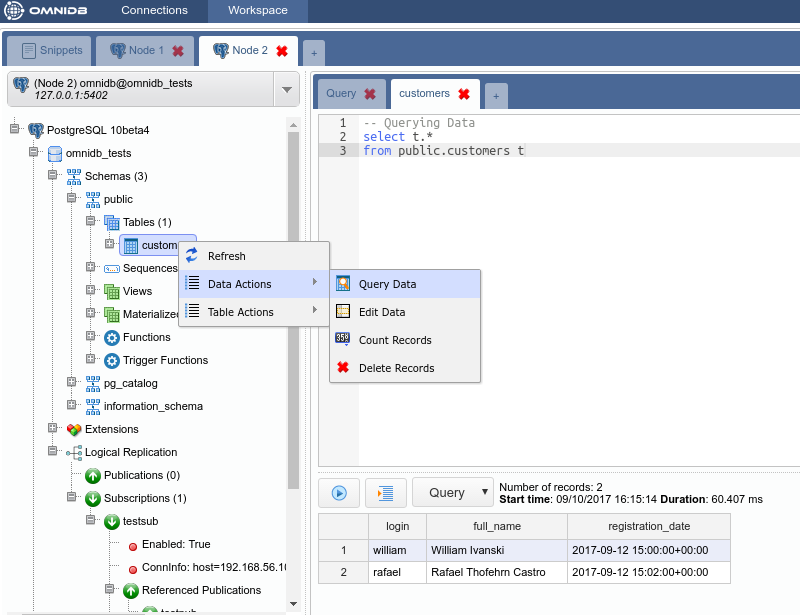 OMNIDB Connections Workspace
Snippets Node 1 Node 2 +
(Node 2) omnidb@omnidb_tests
127.0.0.1:5402
Query customers +
PostgreSQL 10beta4
omnidb_tests
Schemas (3)
public
Tables (1)
custom
Sequences
Views
Materialized
Functions
Trigger Functions
pg_catalog
information_schema
Extensions
Logical Replication
Publications (0)
Subscriptions (1)
testsub
Enabled: True
ConnInfo: host=192.168.56.10
Referenced Publications
testpub
Refresh
Data Actions
Table Actions
Query Data
Edit Data
359
Count Records
Delete Records
1 -- Querying Data
2 select t.*
3 from public.customers t
Query
Number of records: 2
Start time: 09/10/2017 16:15:14 Duration: 60.407 ms
login full_name registration_date
1 william William Ivanski 2017-09-12 15:00:00+00:00
2 rafael Rafael Thofehrn Castro 2017-09-12 15:02:00+00:00